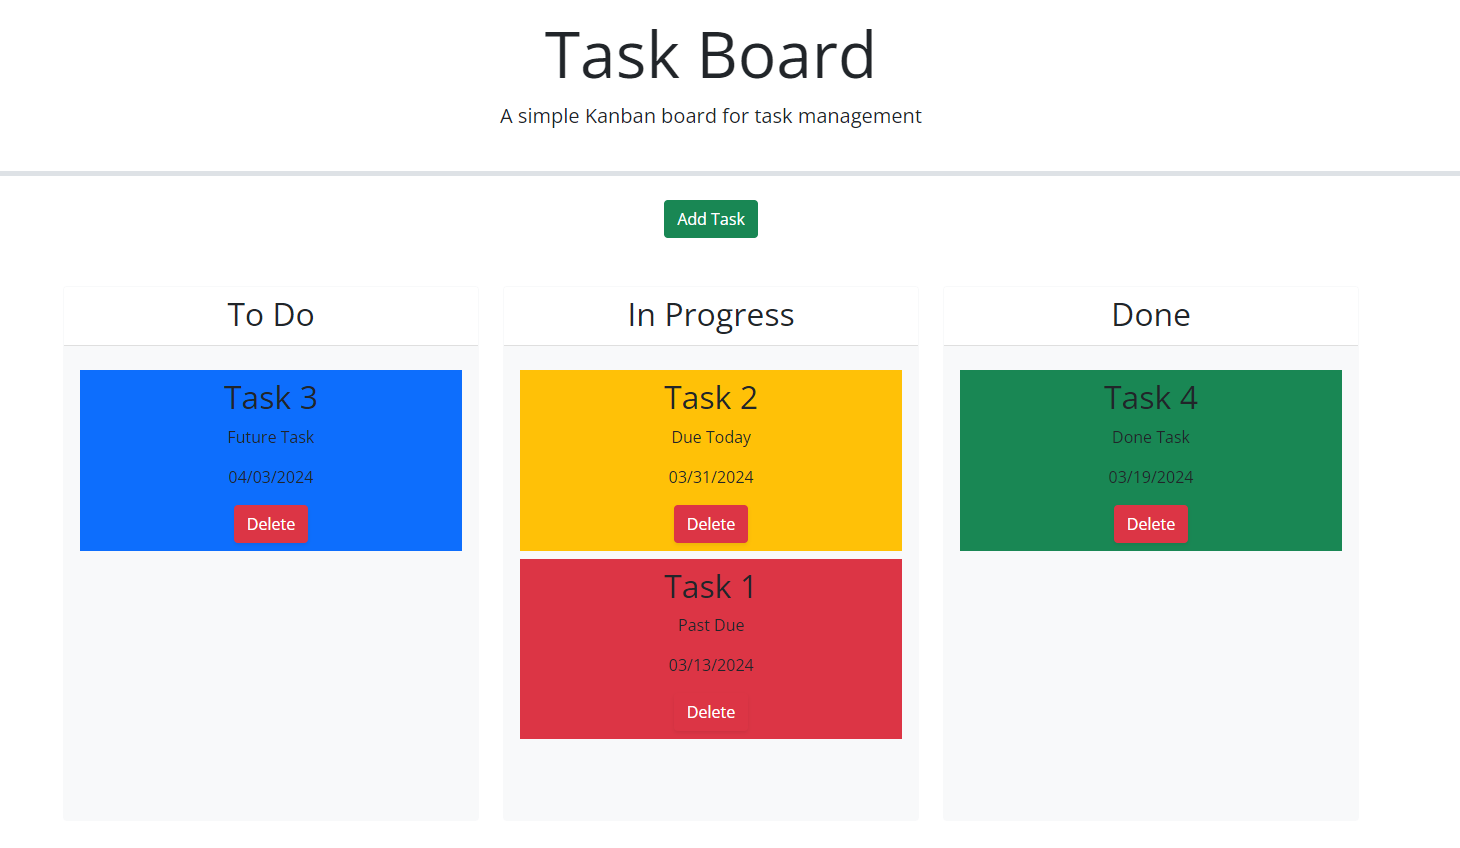 Task Board
A simple Kanban board for task management
Add Task
To Do
Task 3
Future Task
04/03/2024
Delete
In Progress
Task 2
Due Today
03/31/2024
Delete
Task 1
Past Due
03/13/2024
Delete
Done
Task 4
Done Task
03/19/2024
Delete